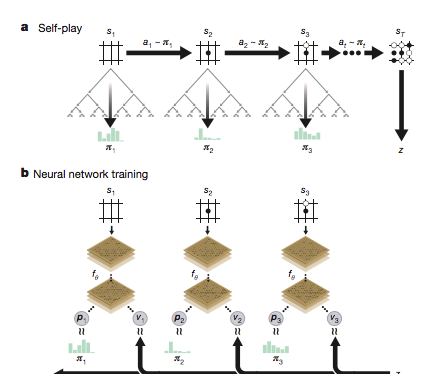 a Self-play
s1 a1 ~ π1 s2 a2 ~ π2 s3 at ~ πt sT
π1 π2 π3 z
b Neural network training
s1 s2 s3
fθ fθ fθ
p1 v1 p2 v2 p3 v3
π1 π2 π3